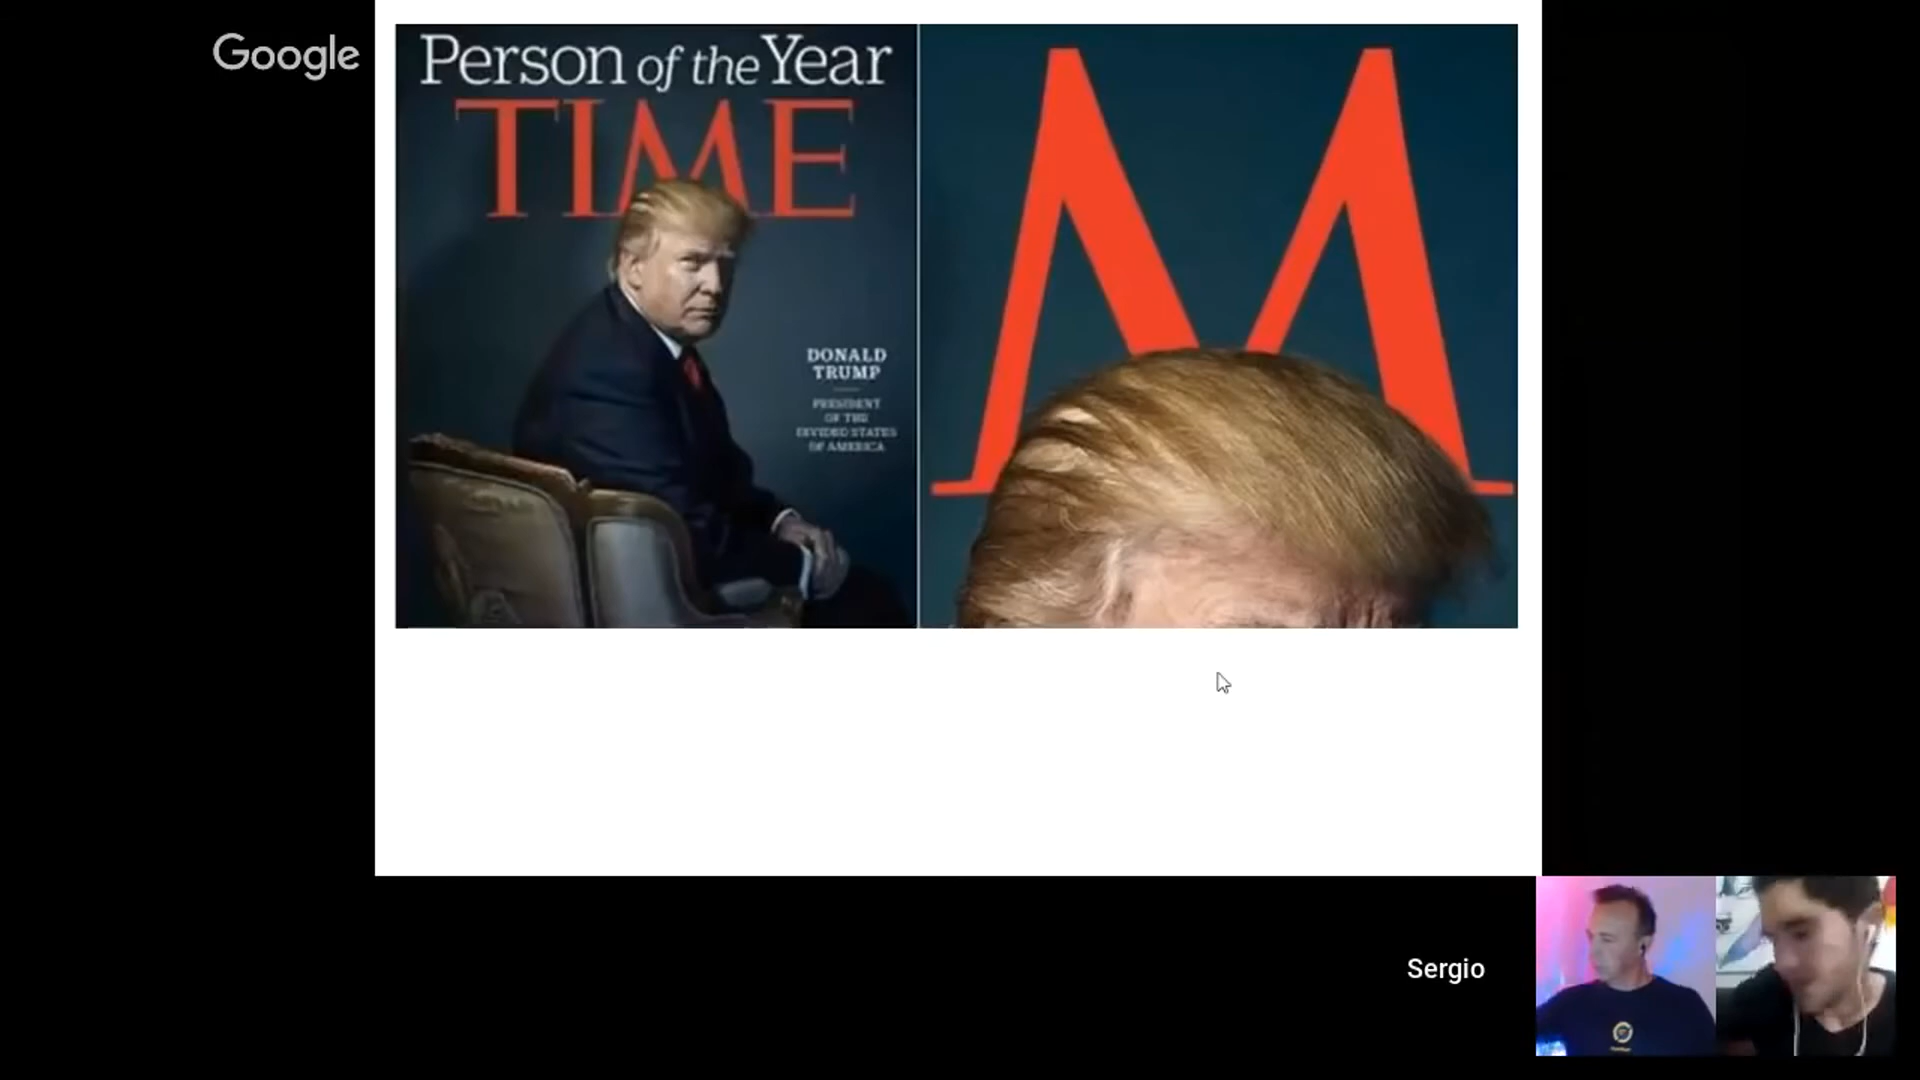 Google
Person of the Year
TIME
DONALD
TRUMP
PRESIDENT
OF THE
DIVIDED STATES
OF AMERICA
M
Sergio